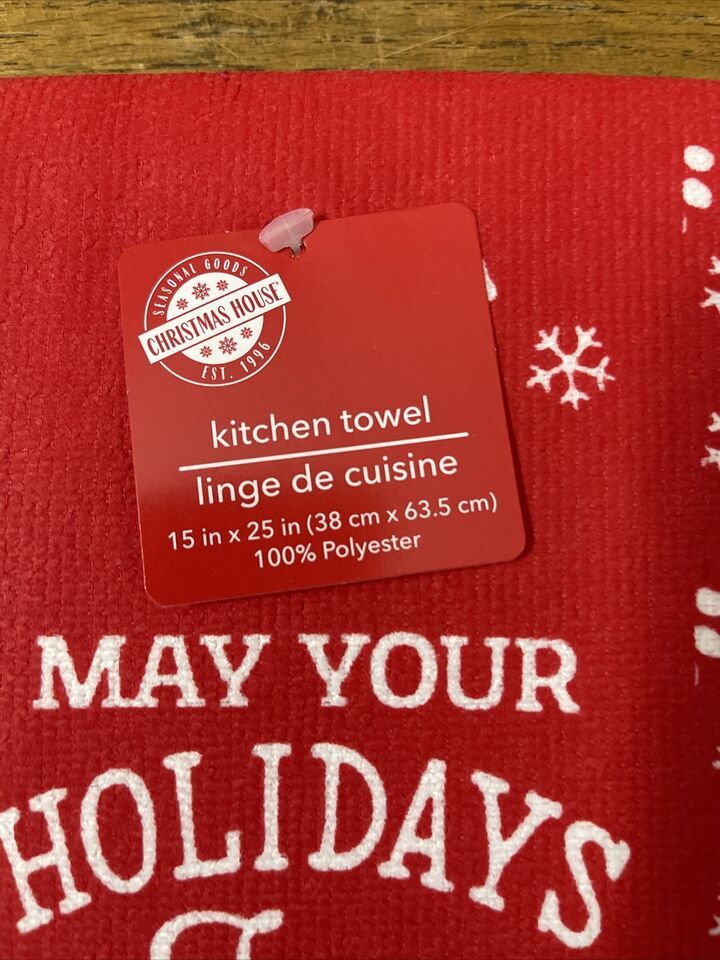 SEASONAL GOODS
CHRISTMAS HOUSE®
EST. 1996
kitchen towel
linge de cuisine
15 in x 25 in (38 cm x 63.5 cm)
100% Polyester
MAY YOUR
HOLIDAYS